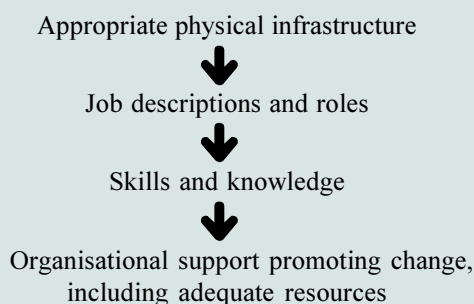 Appropriate physical infrastructure
Job descriptions and roles
Skills and knowledge
Organisational support promoting change,
including adequate resources